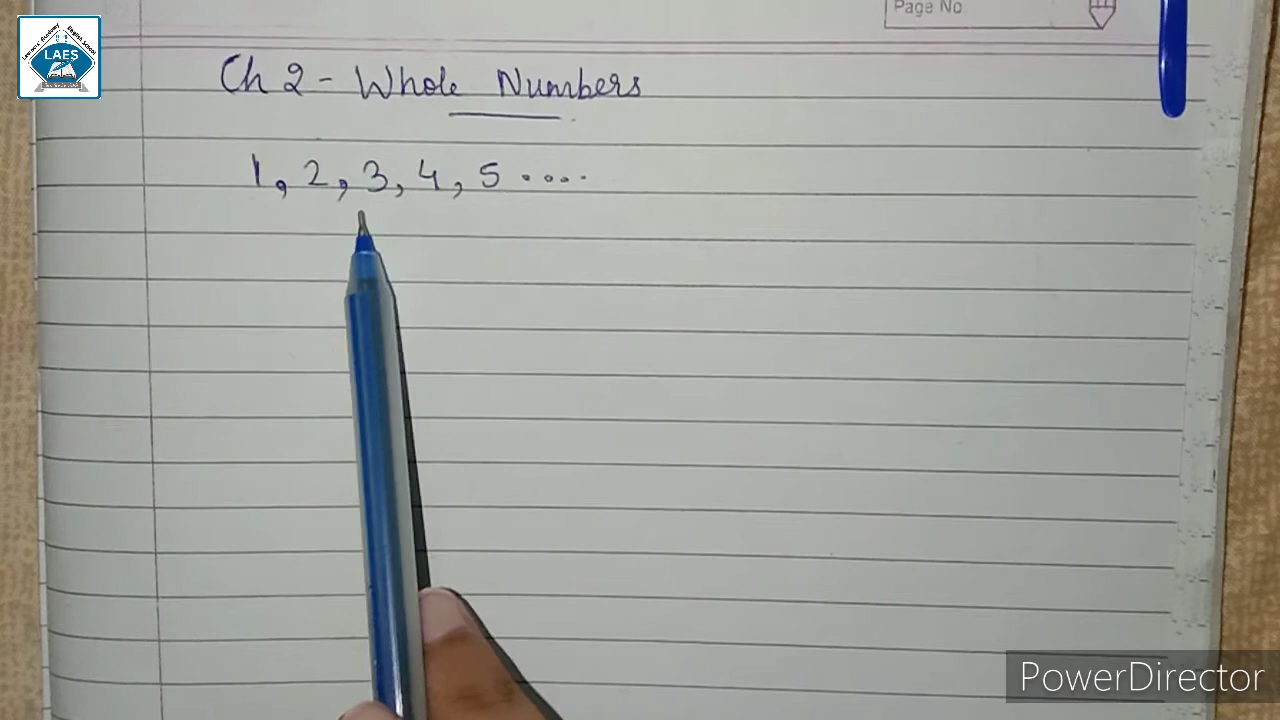 LAES
Page No
Ch 2 - Whole Numbers
1, 2, 3, 4, 5 ....
PowerDirector